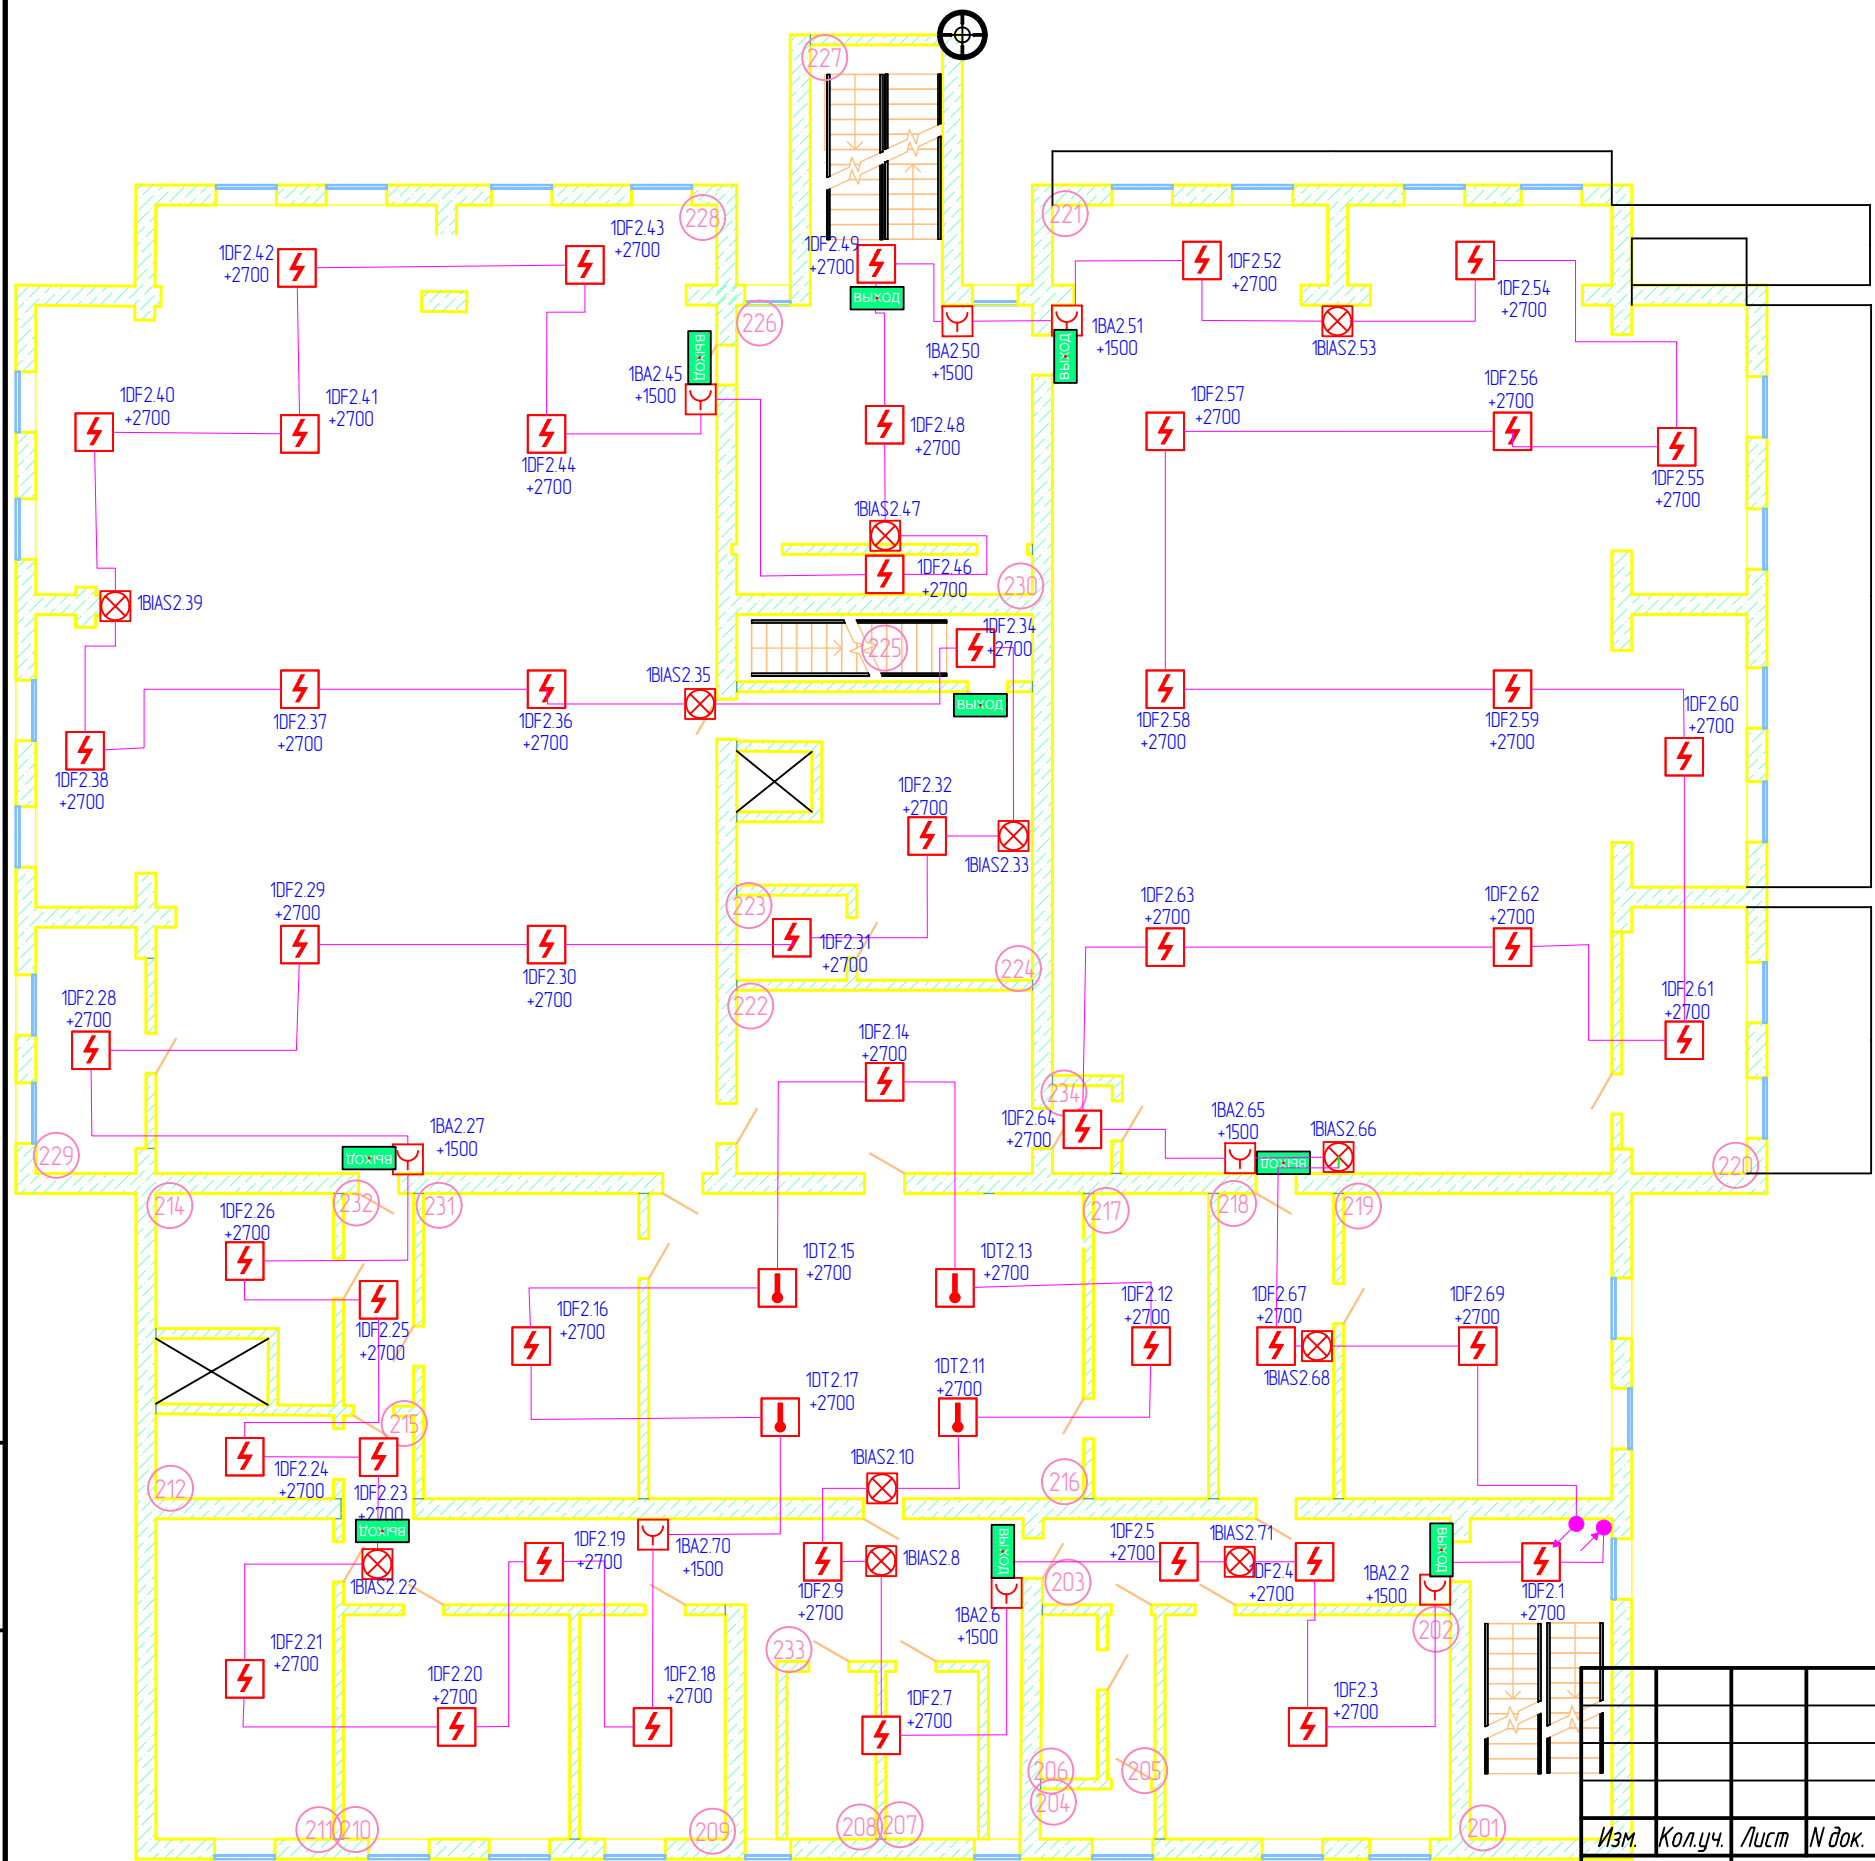 227
228
221
1DF2.43
+2700
1DF2.42
+2700
1DF2.49
+2700
1DF2.52
+2700
1DF2.54
+2700
ВЫХОД
226
1BA2.51
+1500
1BA2.50
+1500
1BIAS2.53
ВЫХОД
ВЫХОД
1BA2.45
+1500
1DF2.40
+2700
1DF2.41
+2700
1DF2.57
+2700
1DF2.56
+2700
1DF2.48
+2700
1DF2.44
+2700
1DF2.55
+2700
1BIAS2.47
1DF2.46
+2700
230
1BIAS2.39
1DF2.34
+2700
225
1BIAS2.35
ВЫХОД
1DF2.37
+2700
1DF2.36
+2700
1DF2.58
+2700
1DF2.59
+2700
1DF2.60
+2700
1DF2.38
+2700
1DF2.32
+2700
1BIAS2.33
1DF2.29
+2700
223
1DF2.63
+2700
1DF2.62
+2700
1DF2.31
+2700
1DF2.30
+2700
224
222
1DF2.28
+2700
1DF2.61
+2700
1DF2.14
+2700
234
1DF2.64
+2700
1BA2.65
+1500
1BIAS2.66
1BA2.27
+1500
229
ВЫХОД
ВЫХОД
220
214
232
231
217
218
219
1DF2.26
+2700
1DT2.15
+2700
1DT2.13
+2700
1DF2.16
+2700
1DF2.12
+2700
1DF2.67
+2700
1DF2.69
+2700
1DF2.25
+2700
1DT2.17
+2700
1DT2.11
+2700
1BIAS2.68
215
1BIAS2.10
1DF2.24
+2700
212
216
1DF2.23
+2700
ВЫХОД
1DF2.19
+2700
1BA2.70
+1500
1BIAS2.8
ВЫХОД
1DF2.5
+2700
1BIAS2.71
1DF2.4
+2700
1BA2.2
+1500
ВЫХОД
1BIAS2.22
1DF2.9
+2700
203
1DF2.1
+2700
1BA2.6
+1500
202
1DF2.21
+2700
233
1DF2.20
+2700
1DF2.18
+2700
1DF2.7
+2700
1DF2.3
+2700
206
205
204
211
210
209
208
207
201
Изм.
Кол.уч.
Лист
N док.